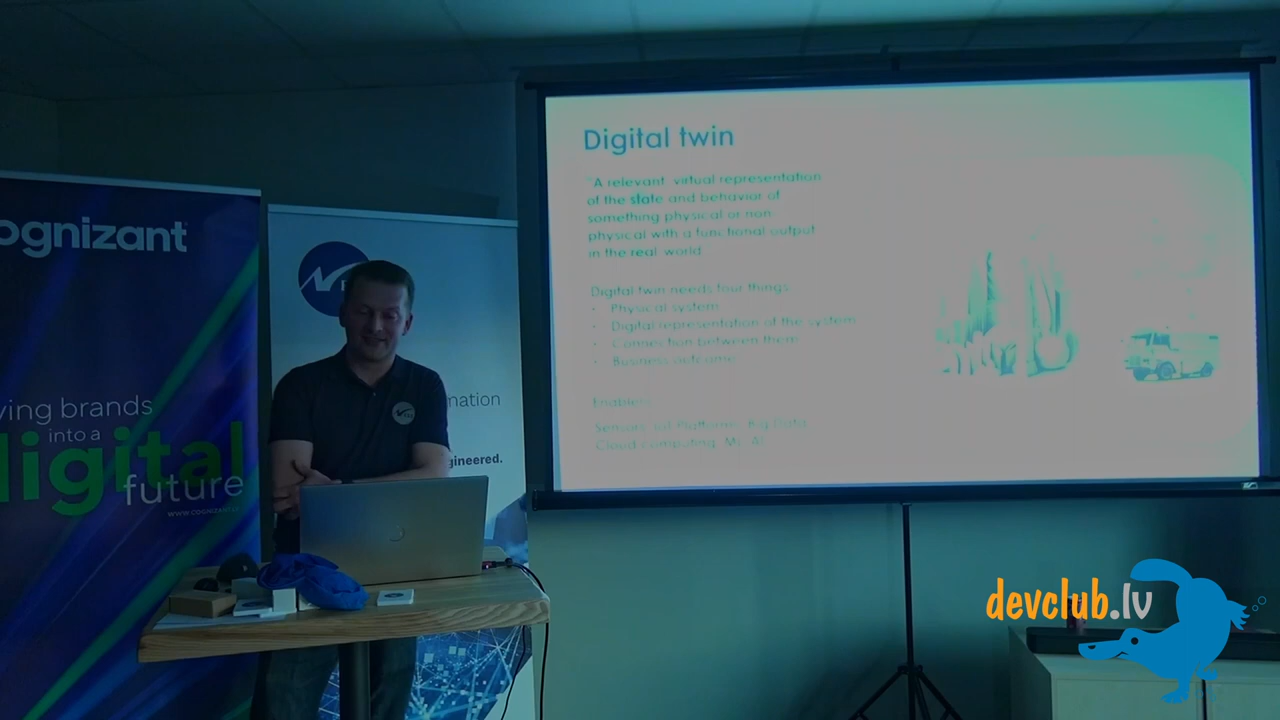 ognizant
ving brands
into a
digital
future
WWW.COGNIZANT.LV
N
mation
gineered.
Digital twin
"A relevant virtual representation
of the state and behavior of
something physical or non
physical with a functional output
in the real world
Digital twin needs four things:
• Physical system
• Digital representation of the system
• Connection between them
• Business outcome
Enablers
Sensors, IoT Platforms, Big Data
Cloud computing, ML, AI
devclub.lv